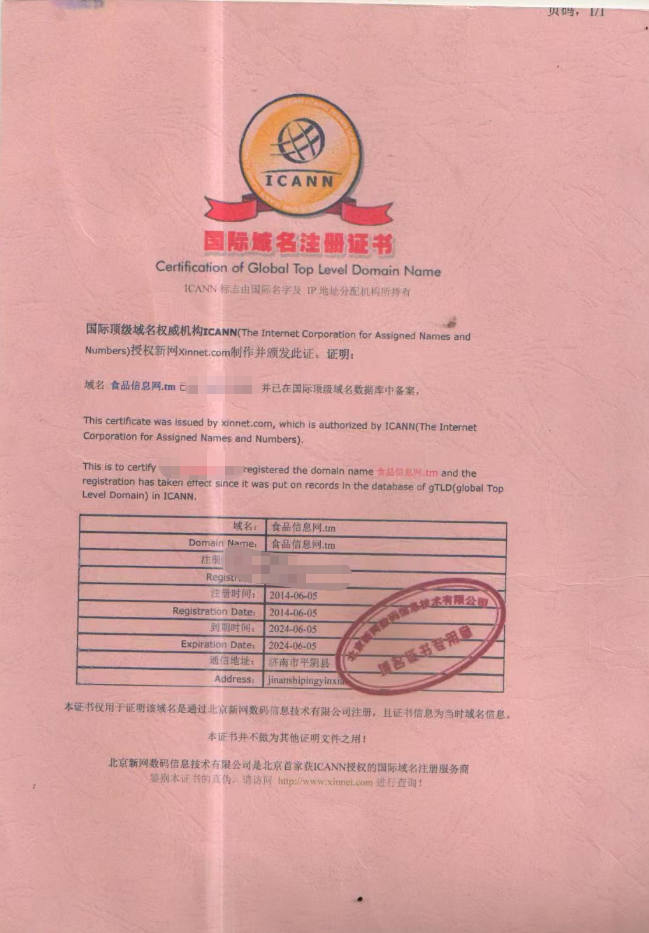 页码，1/1
ICANN
国际域名注册证书
Certification of Global Top Level Domain Name
ICANN 标志由国际名字及 IP 地址分配机构所持有
国际顶级域名权威机构ICANN(The Internet Corporation for Assigned Names and
Numbers)授权新网Xinnet.com制作并颁发此证。证明：
域名 食品信息网.tm 并已在国际顶级域名数据库中备案。
This certificate was issued by xinnet.com, which is authorized by ICANN(The Internet
Corporation for Assigned Names and Numbers).
This is to certify registered the domain name 食品信息网.tm and the
registration has taken effect since it was put on records in the database of gTLD(global Top
Level Domain) in ICANN.
域名： 食品信息网.tm
Domain Name: 食品信息网.tm
注册
注册时间： 2014-06-05
Registration Date: 2014-06-05
到期时间： 2024-06-05
Expiration Date: 2024-06-05
通信地址： 济南市平阴县
Address: jinanshipingyinxia
北京新网数码信息技术有限公司
本证书仅用于证明该域名是通过北京新网数码信息技术有限公司注册，且证书信息为当时域名信息。
本证书并不做为其他证明文件之用！
北京新网数码信息技术有限公司是北京首家获ICANN授权的国际域名注册服务商
鉴别本证书的真伪，请访问 http://www.xinnet.com 进行查询！